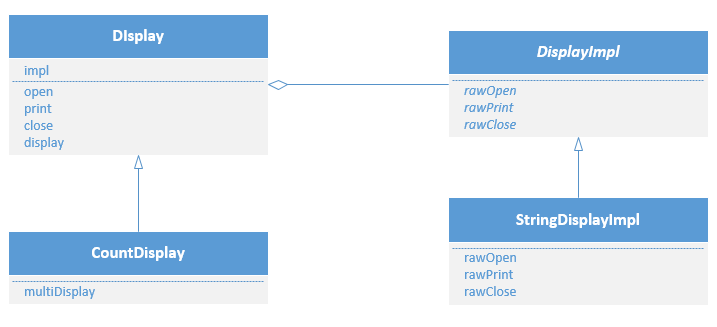 DIsplay
impl
open
print
close
display
DisplayImpl
rawOpen
rawPrint
rawClose
CountDisplay
multiDisplay
StringDisplayImpl
rawOpen
rawPrint
rawClose